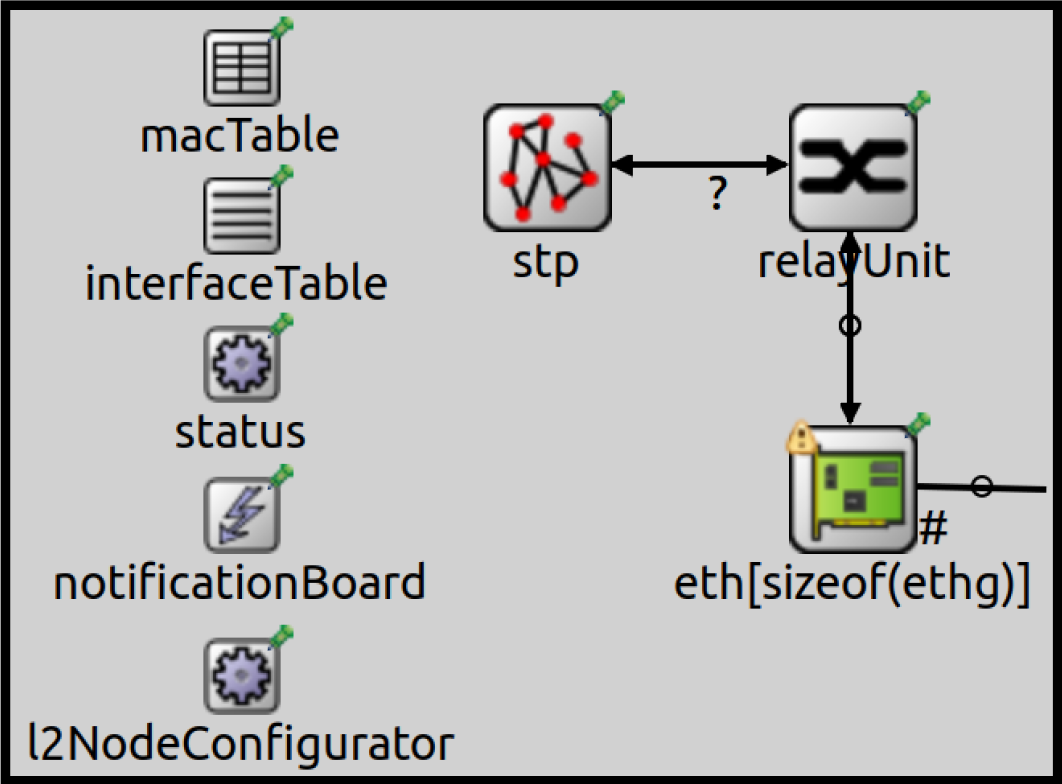 macTable
interfaceTable
status
notificationBoard
l2NodeConfigurator
stp
?
relayUnit
#
eth[sizeof(ethg)]